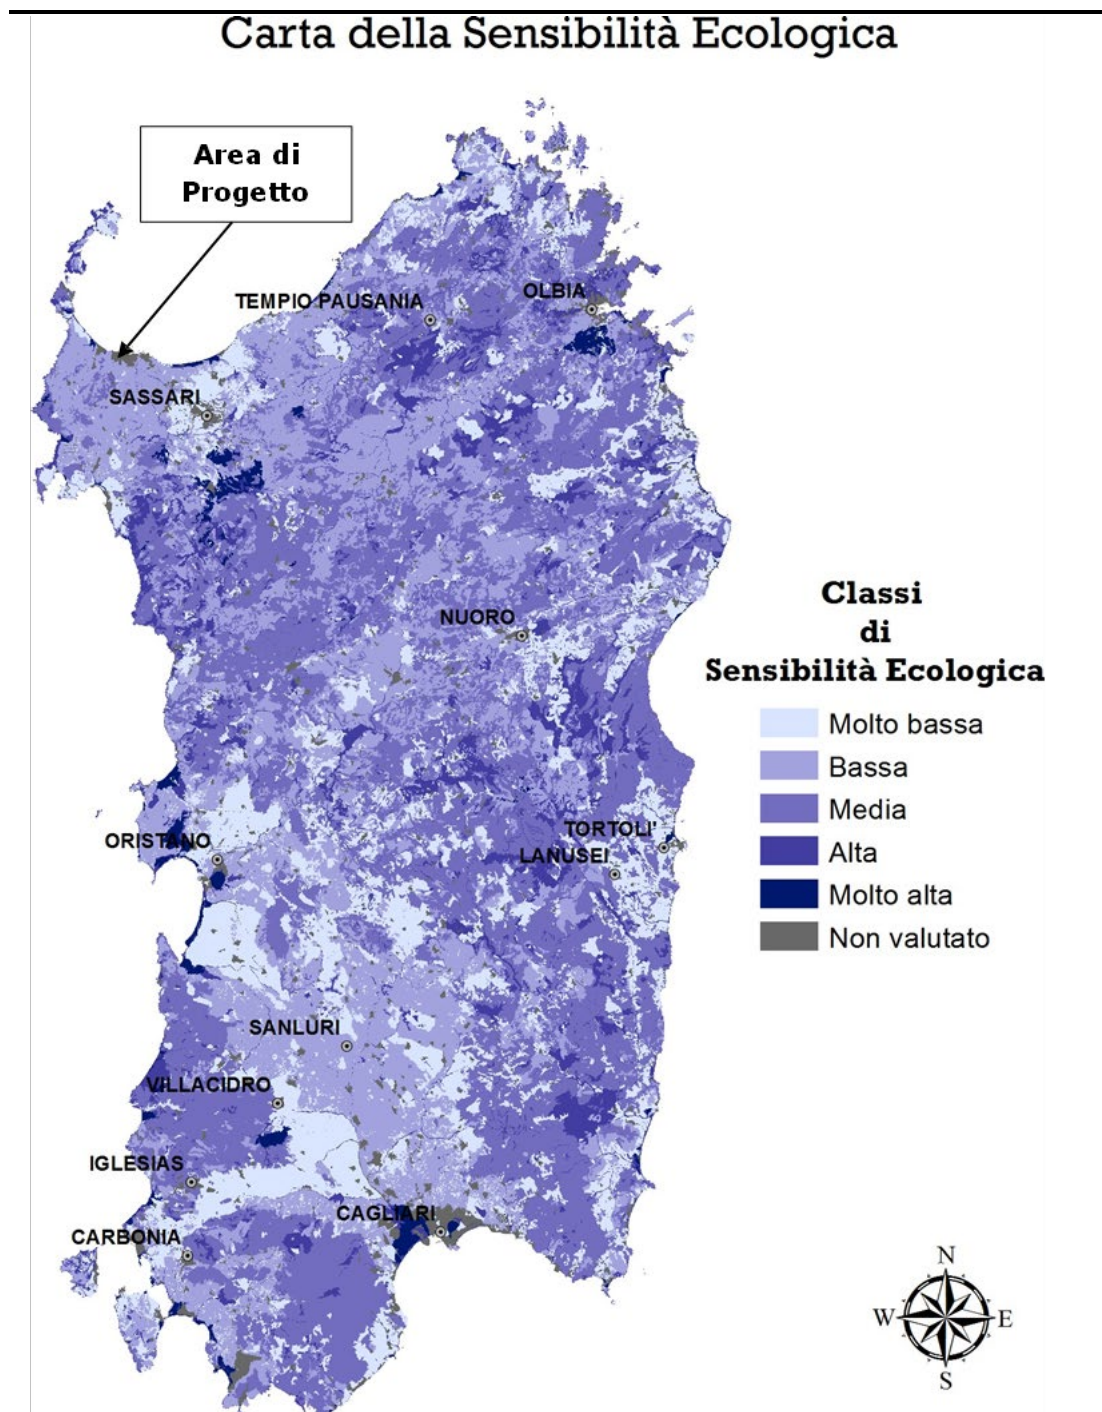 Carta della Sensibilità Ecologica
Area di
Progetto
TEMPIO PAUSANIA
OLBIA
SASSARI
NUORO
Classi
di
Sensibilità Ecologica
Molto bassa
Bassa
Media
Alta
Molto alta
Non valutato
TORTOLI'
LANUSEI
ORISTANO
SANLURI
VILLACIDRO
IGLESIAS
CAGLIARI
CARBONIA
N
W
E
S